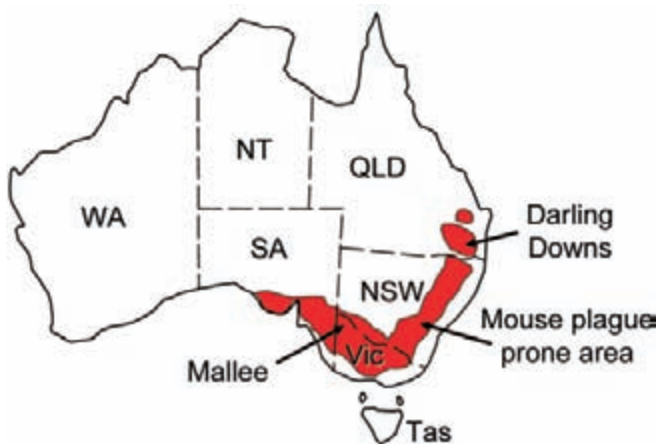 NT
QLD
WA
Darling
Downs
SA
NSW
Mouse plague
prone area
Vic
Mallee
Tas